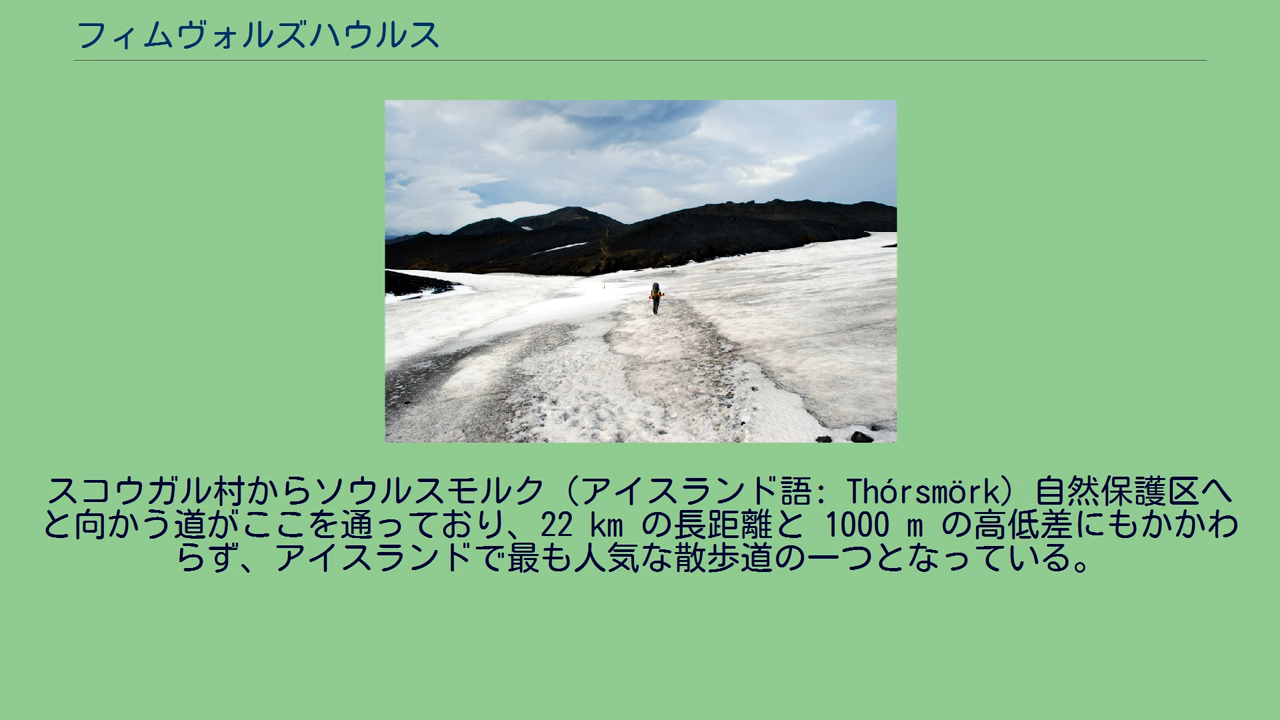 フィムヴォルズハウルス
スコウガル村からソウルスモルク（アイスランド語: Thórsmörk）自然保護区へ
と向かう道がここを通っており、22 km の長距離と 1000 m の高低差にもかかわ
らず、アイスランドで最も人気な散歩道の一つとなっている。